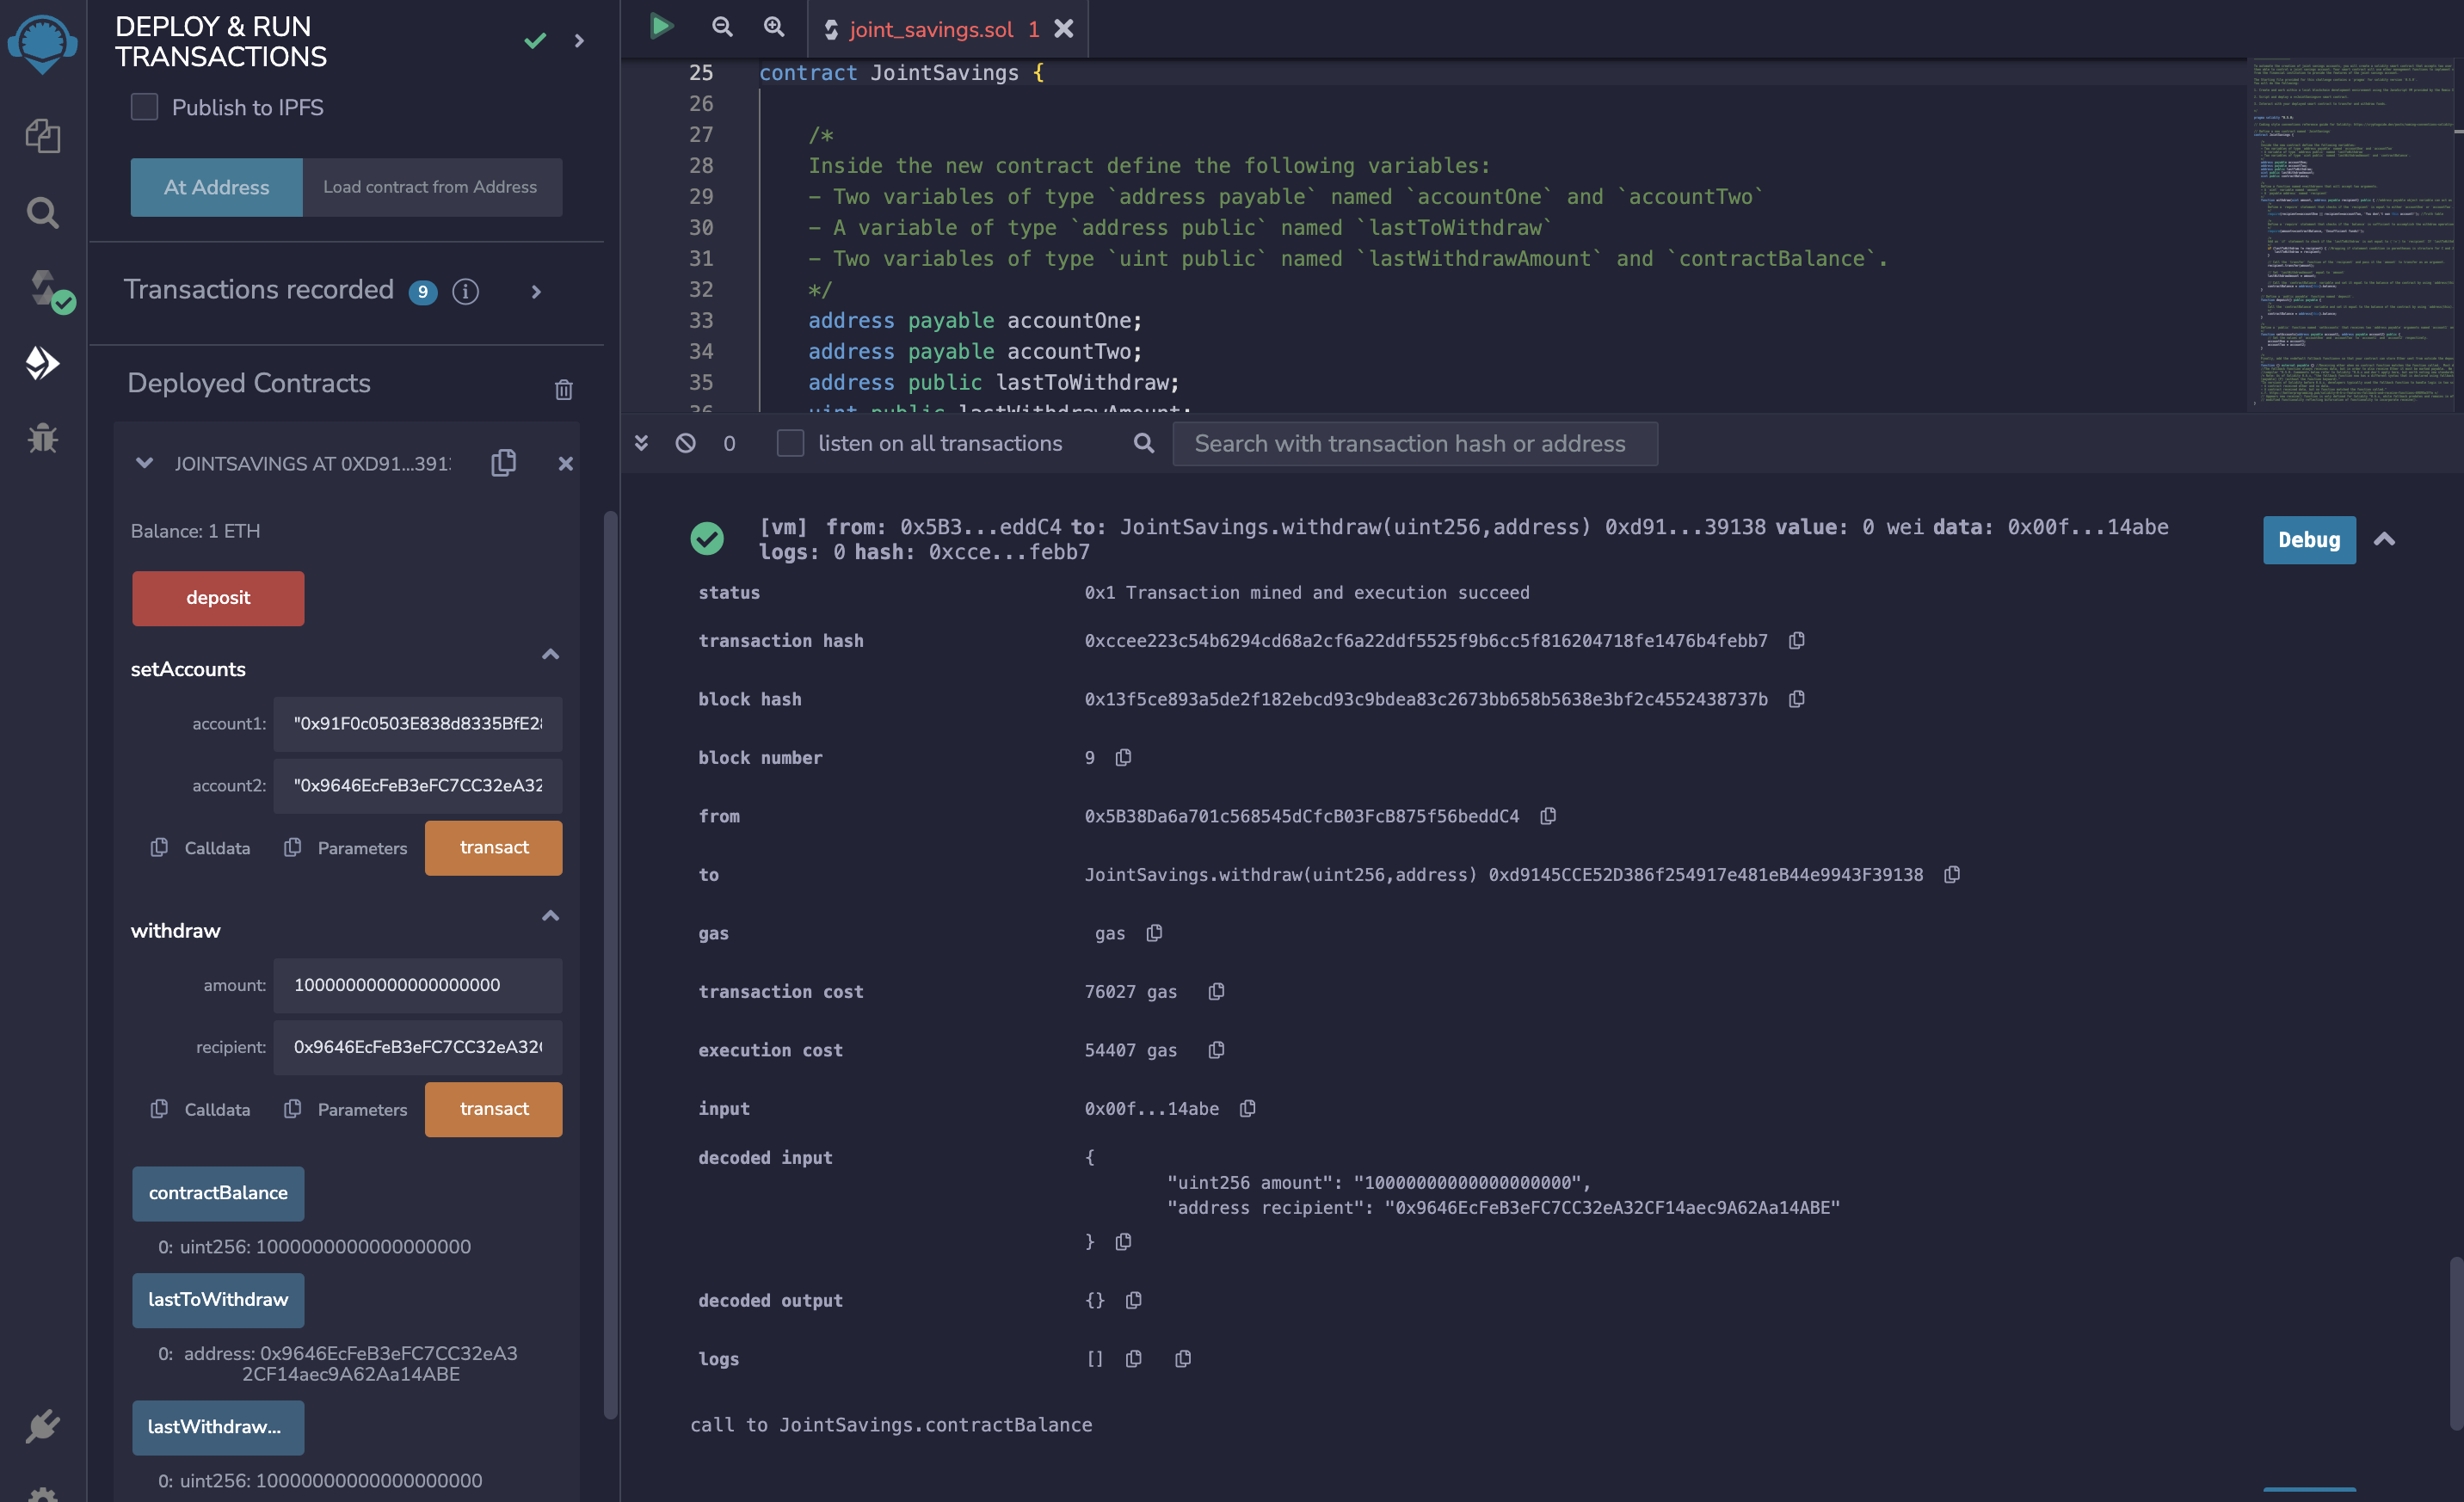 DEPLOY & RUN
TRANSACTIONS
Publish to IPFS
At Address
Load contract from Address
Transactions recorded 9 i
Deployed Contracts
JOINTSAVINGS AT 0XD91...391
Balance: 1 ETH
deposit
setAccounts
account1: "0x91F0c0503E838d8335BfE2
account2: "0x9646EcFeB3eFC7CC32eA32
Calldata Parameters transact
withdraw
amount: 10000000000000000000
recipient: 0x9646EcFeB3eFC7CC32eA32
Calldata Parameters transact
contractBalance
0: uint256: 1000000000000000000
lastToWithdraw
0: address: 0x9646EcFeB3eFC7CC32eA3
2CF14aec9A62Aa14ABE
lastWithdraw...
0: uint256: 10000000000000000000
joint_savings.sol 1
25 contract JointSavings {
26
27 /*
28 Inside the new contract define the following variables:
29 - Two variables of type `address payable` named `accountOne` and `accountTwo`
30 - A variable of type `address public` named `lastToWithdraw`
31 - Two variables of type `uint public` named `lastWithdrawAmount` and `contractBalance`.
32 */
33 address payable accountOne;
34 address payable accountTwo;
35 address public lastToWithdraw;
36 uint public lastWithdrawAmount;
0 listen on all transactions Search with transaction hash or address
[vm] from: 0x5B3...eddC4 to: JointSavings.withdraw(uint256,address) 0xd91...39138 value: 0 wei data: 0x00f...14abe
logs: 0 hash: 0xcce...febb7
Debug
status 0x1 Transaction mined and execution succeed
transaction hash 0xccee223c54b6294cd68a2cf6a22ddf5525f9b6cc5f816204718fe1476b4febb7
block hash 0x13f5ce893a5de2f182ebcd93c9bdea83c2673bb658b5638e3bf2c4552438737b
block number 9
from 0x5B38Da6a701c568545dCfcB03FcB875f56beddC4
to JointSavings.withdraw(uint256,address) 0xd9145CCE52D386f254917e481eB44e9943F39138
gas gas
transaction cost 76027 gas
execution cost 54407 gas
input 0x00f...14abe
decoded input {
"uint256 amount": "10000000000000000000",
"address recipient": "0x9646EcFeB3eFC7CC32eA32CF14aec9A62Aa14ABE"
}
decoded output {}
logs []
call to JointSavings.contractBalance